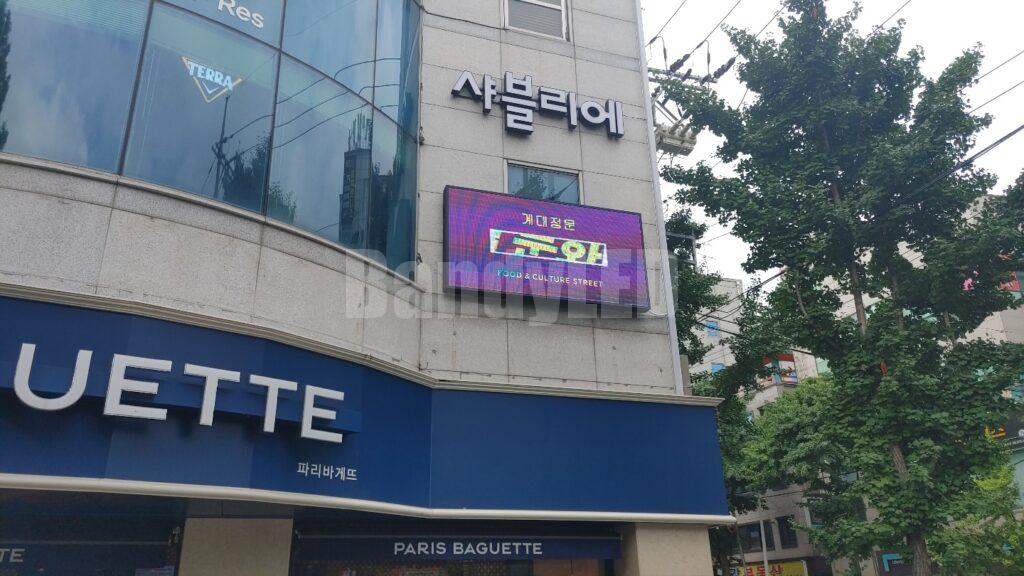 Res
TERRA
샤블리에
계대정문
FOOD & CULTURE STREET
BandyLED
UETTE
파리바게뜨
TE
PARIS BAGUETTE